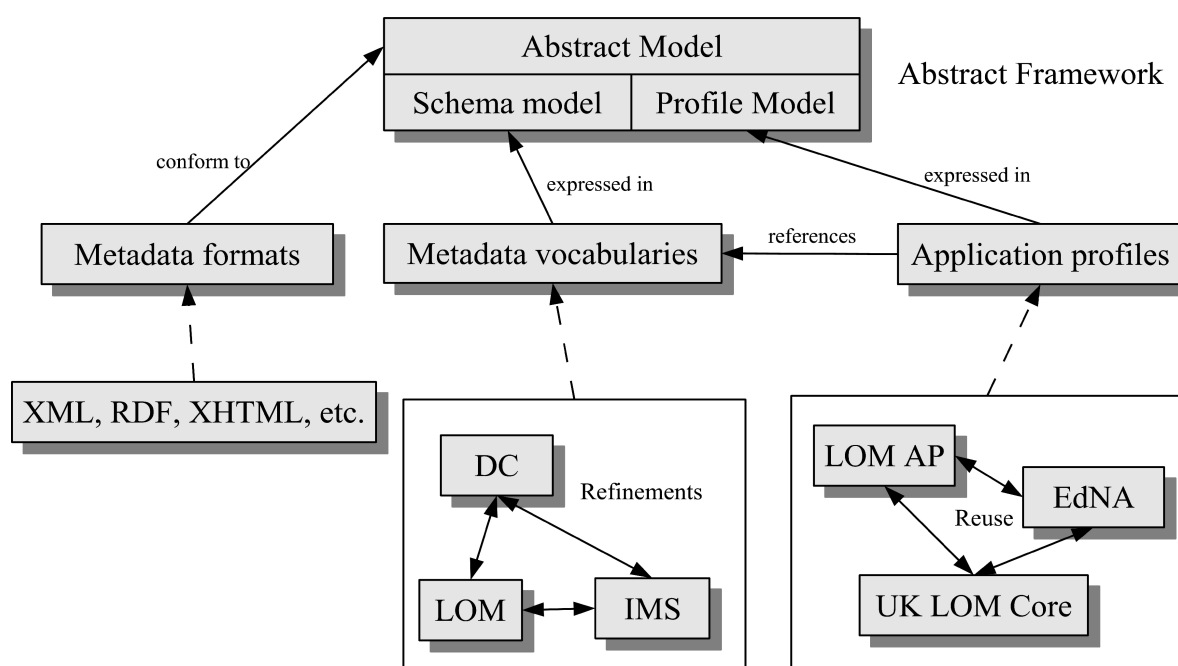 Abstract Model
Abstract Framework
Schema model
Profile Model
conform to
expressed in
expressed in
Metadata formats
Metadata vocabularies
references
Application profiles
XML, RDF, XHTML, etc.
DC
Refinements
LOM
IMS
LOM AP
EdNA
Reuse
UK LOM Core